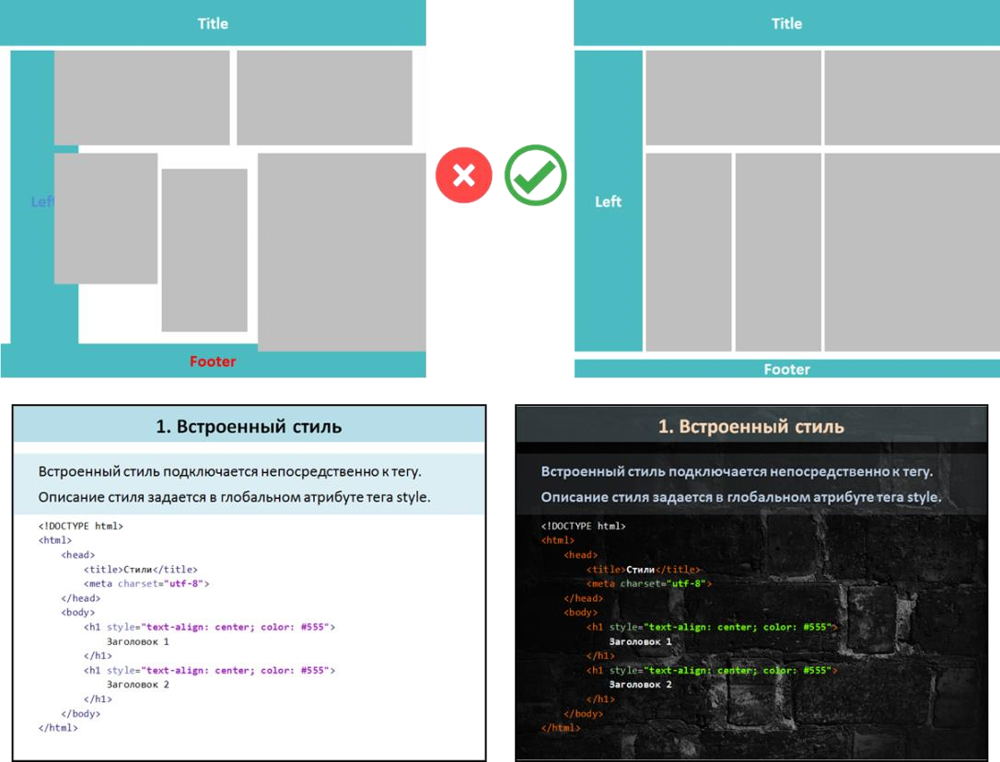 Title
Left
Footer
Title
Left
Footer
1. Встроенный стиль
Встроенный стиль подключается непосредственно к тегу.
Описание стиля задается в глобальном атрибуте тега style.
<!DOCTYPE html>
<html>
<head>
<title>Стили</title>
<meta charset="utf-8">
</head>
<body>
<h1 style="text-align: center; color: #555">
Заголовок 1
</h1>
<h1 style="text-align: center; color: #555">
Заголовок 2
</h1>
</body>
</html>
1. Встроенный стиль
Встроенный стиль подключается непосредственно к тегу.
Описание стиля задается в глобальном атрибуте тега style.
<!DOCTYPE html>
<html>
<head>
<title>Стили</title>
<meta charset="utf-8">
</head>
<body>
<h1 style="text-align: center; color: #555">
Заголовок 1
</h1>
<h1 style="text-align: center; color: #555">
Заголовок 2
</h1>
</body>
</html>